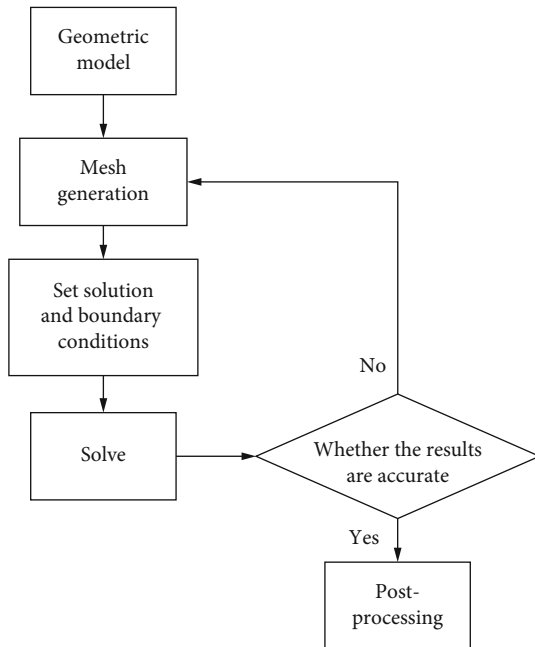 Geometric
model
Mesh
generation
Set solution
and boundary
conditions
Solve
No
Whether the results
are accurate
Yes
Post-
processing